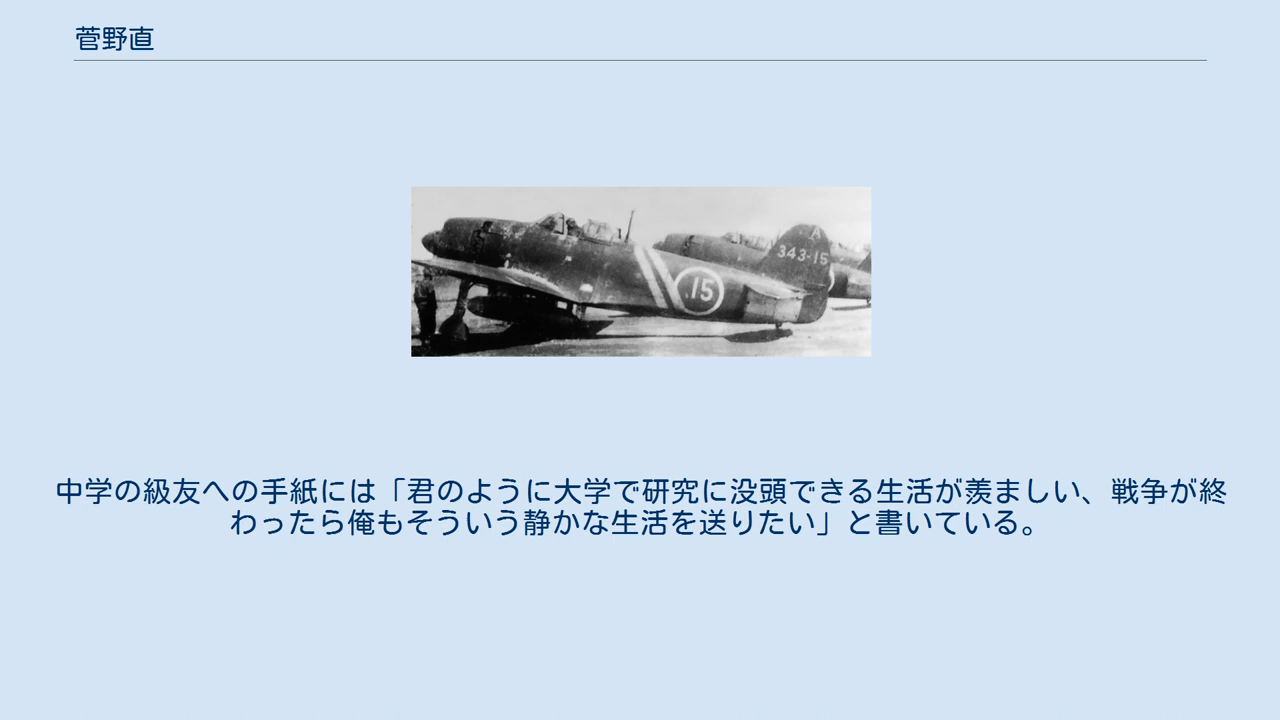 菅野直
A
343-15
.15
中学の級友への手紙には「君のように大学で研究に没頭できる生活が羨ましい、戦争が終
わったら俺もそういう静かな生活を送りたい」と書いている。